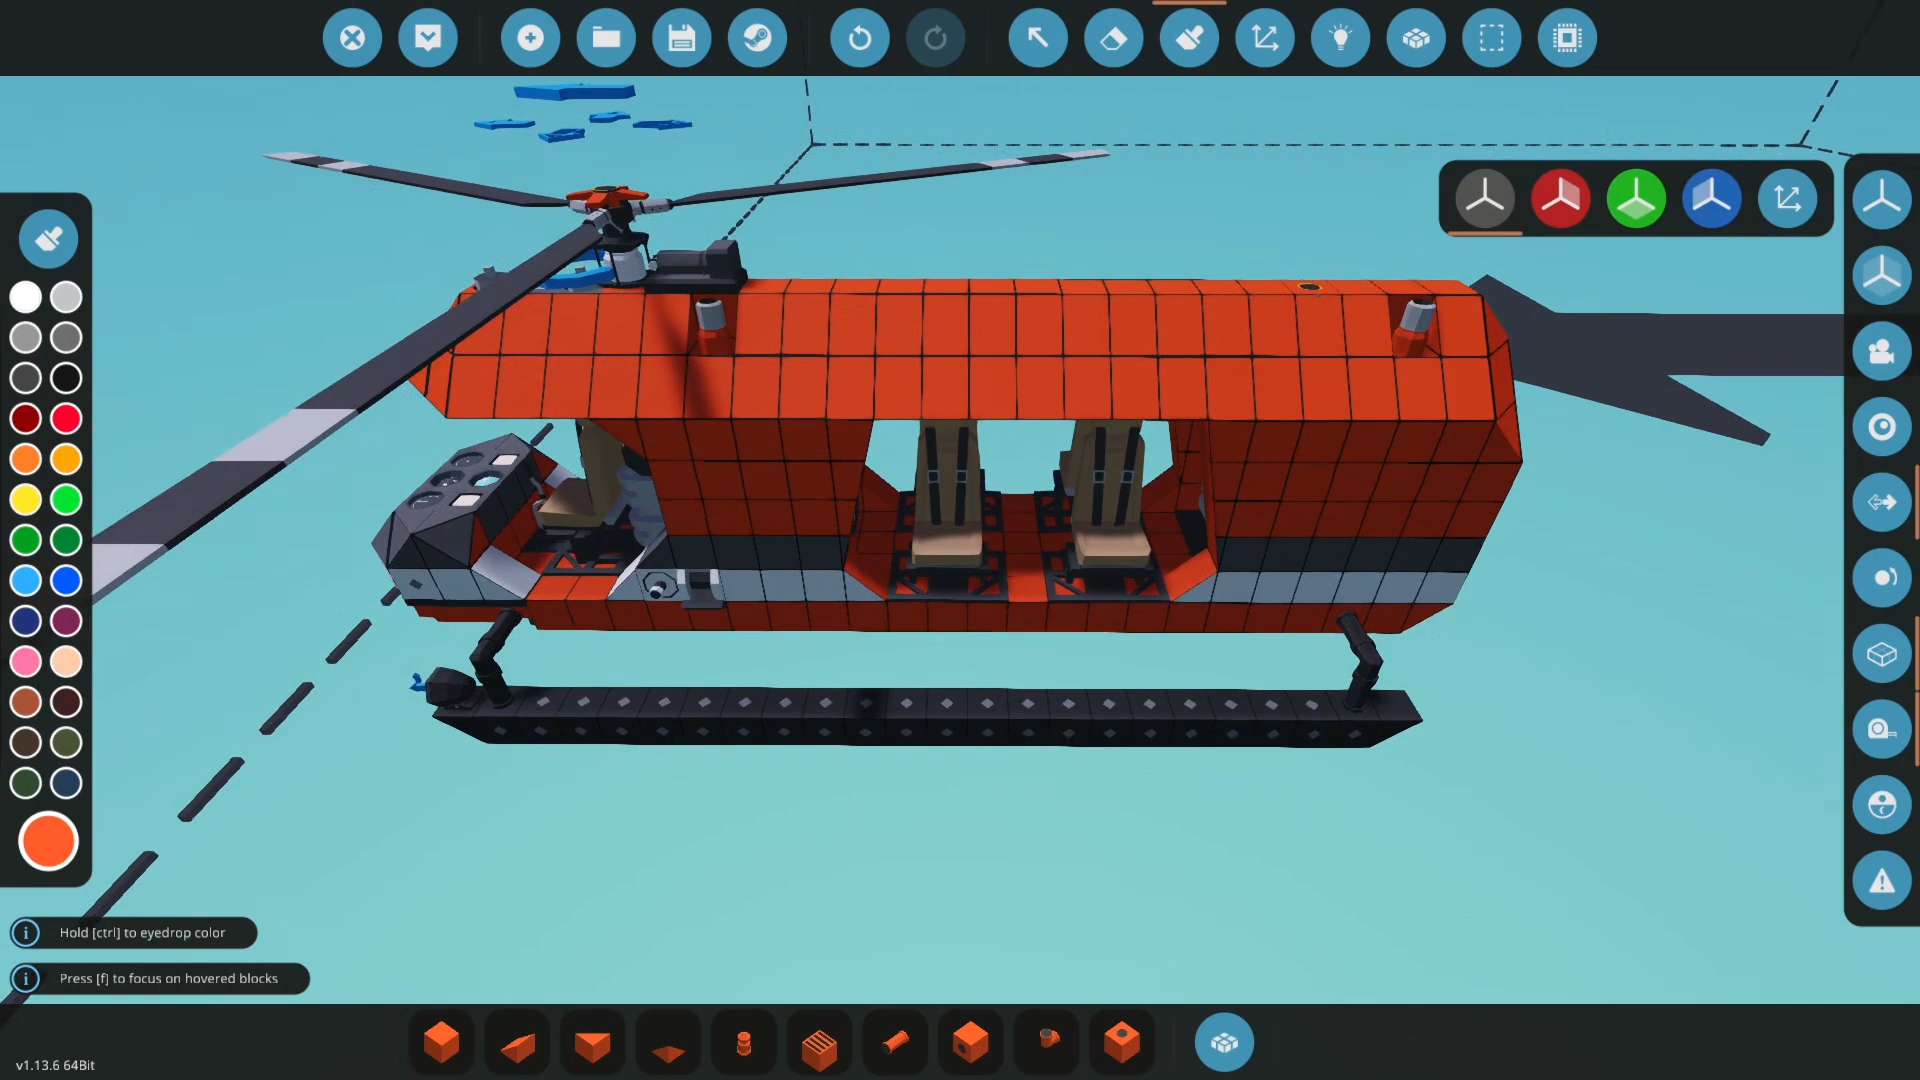 Hold [ctrl] to eyedrop color
Press [f] to focus on hovered blocks
v1.13.6 64Bit